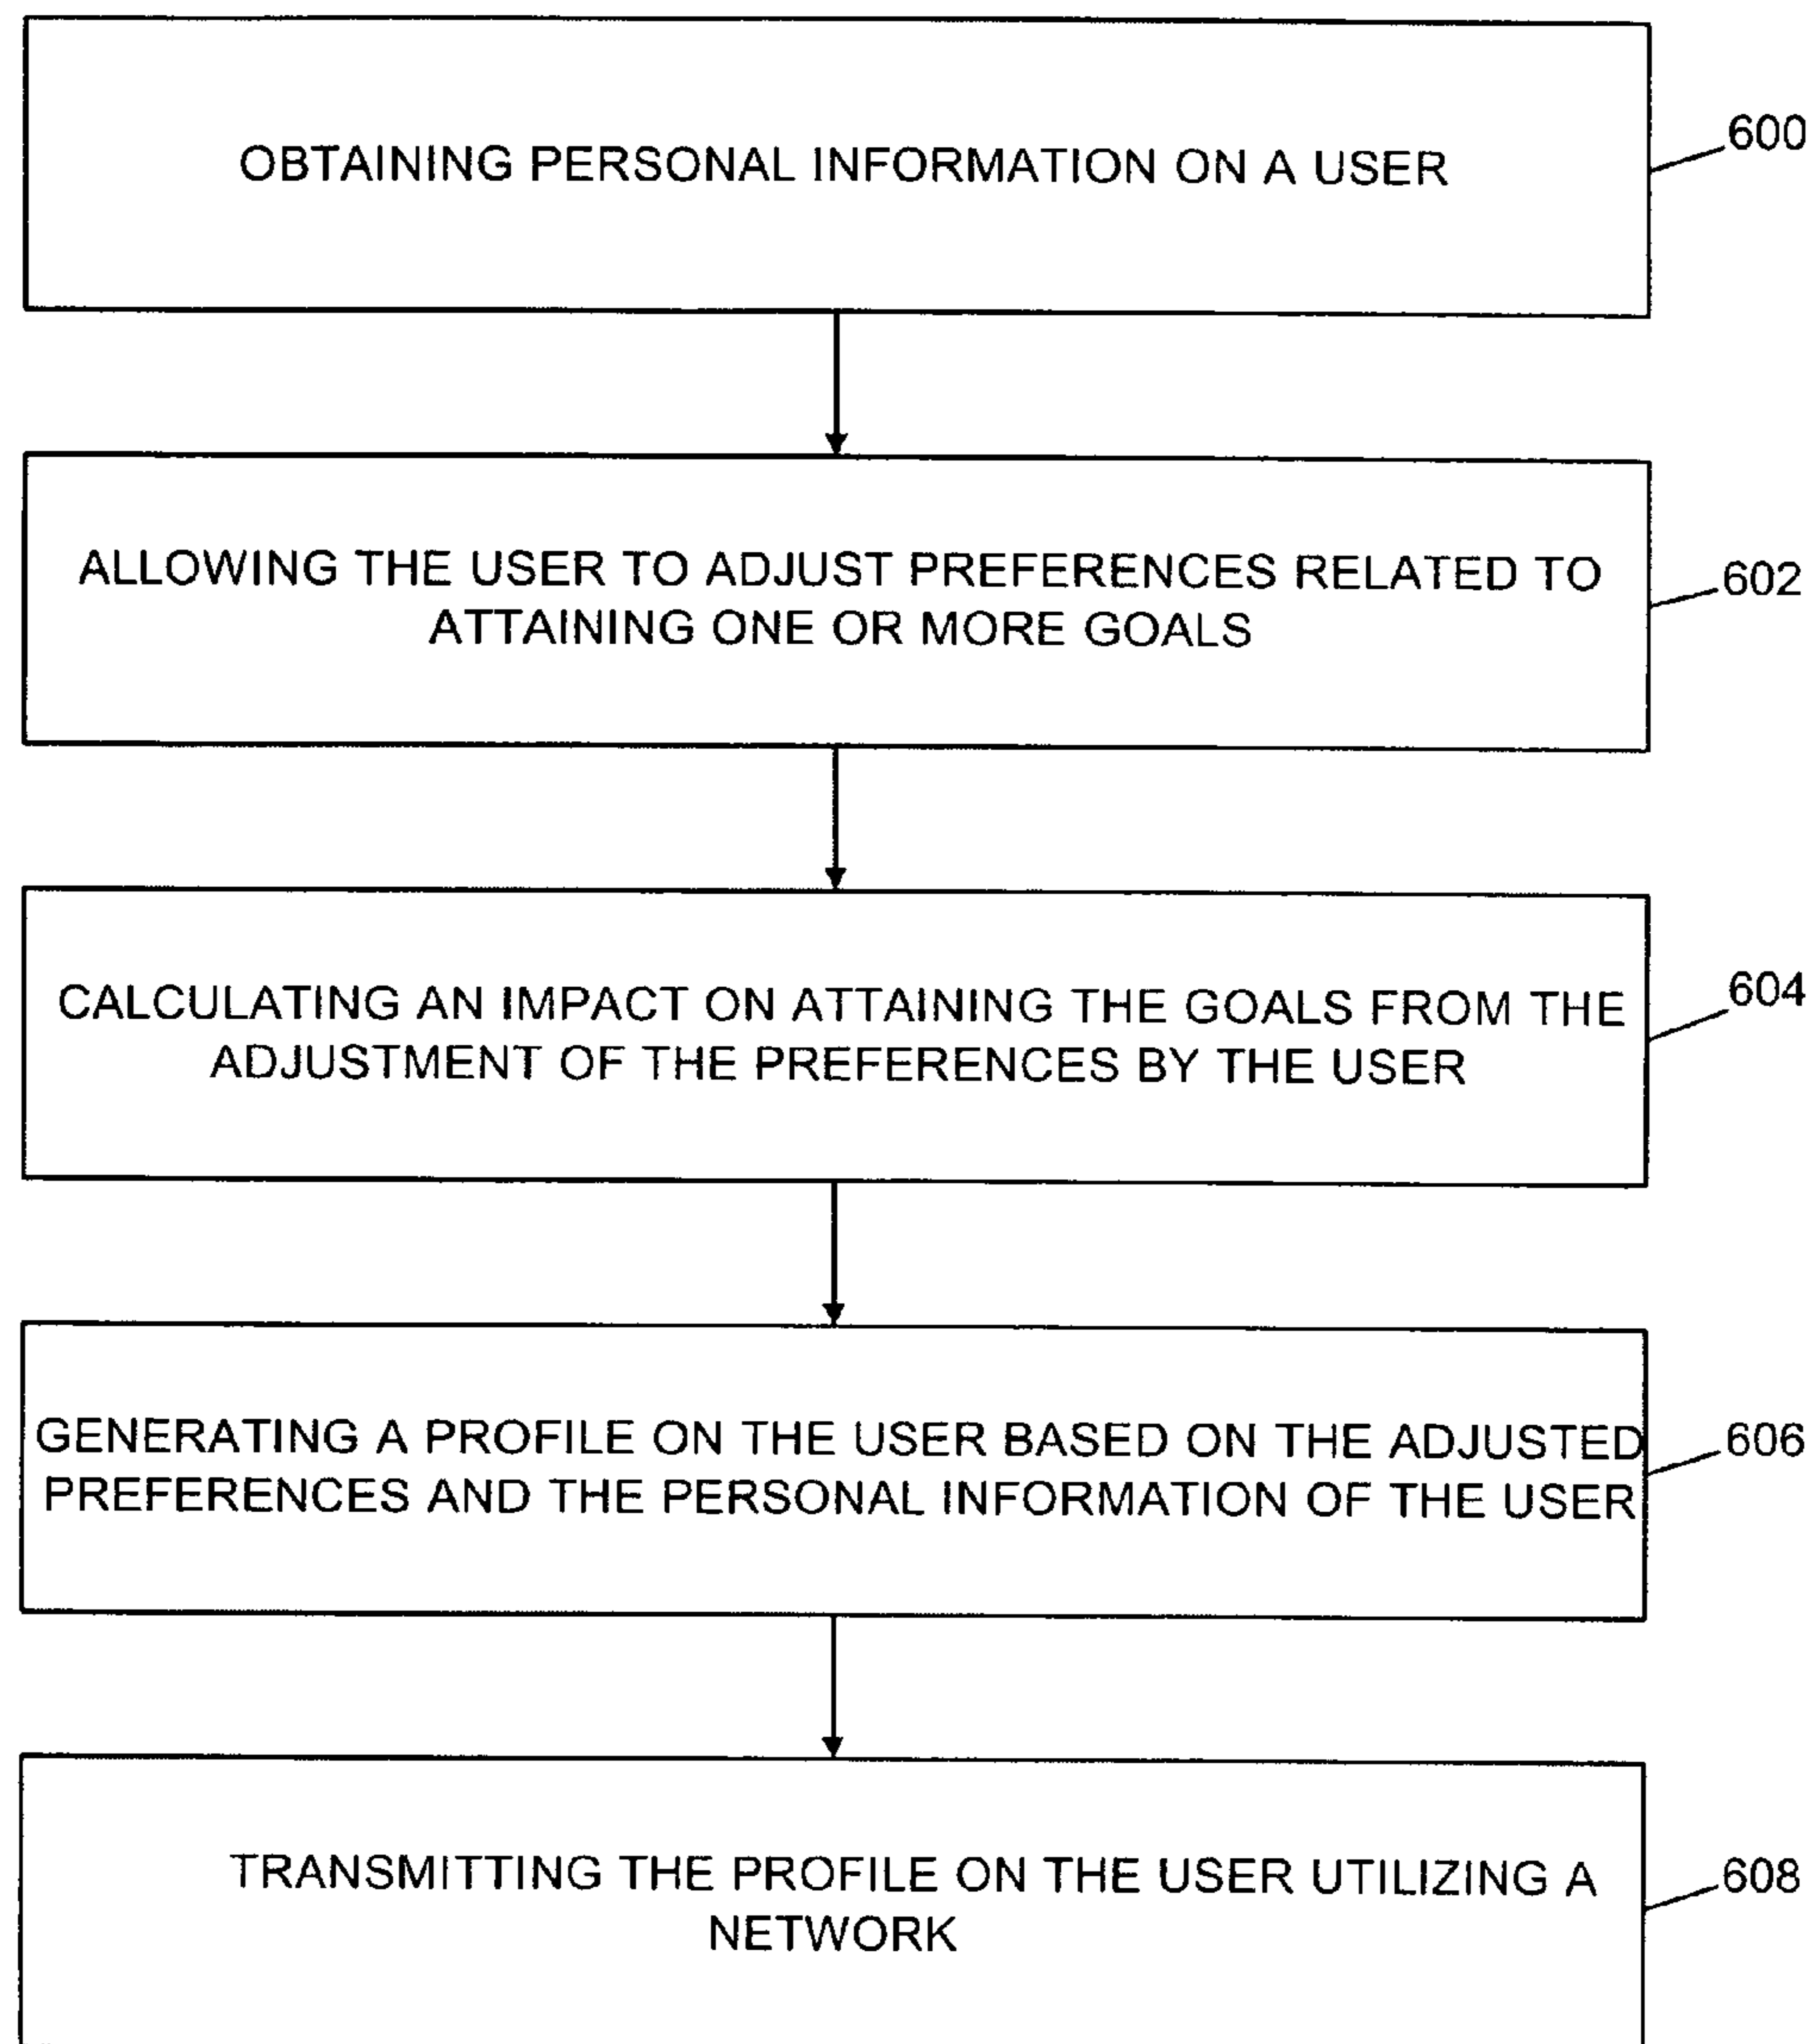 OBTAINING PERSONAL INFORMATION ON A USER
600
ALLOWING THE USER TO ADJUST PREFERENCES RELATED TO
ATTAINING ONE OR MORE GOALS
602
CALCULATING AN IMPACT ON ATTAINING THE GOALS FROM THE
ADJUSTMENT OF THE PREFERENCES BY THE USER
604
GENERATING A PROFILE ON THE USER BASED ON THE ADJUSTED
PREFERENCES AND THE PERSONAL INFORMATION OF THE USER
606
TRANSMITTING THE PROFILE ON THE USER UTILIZING A
NETWORK
608